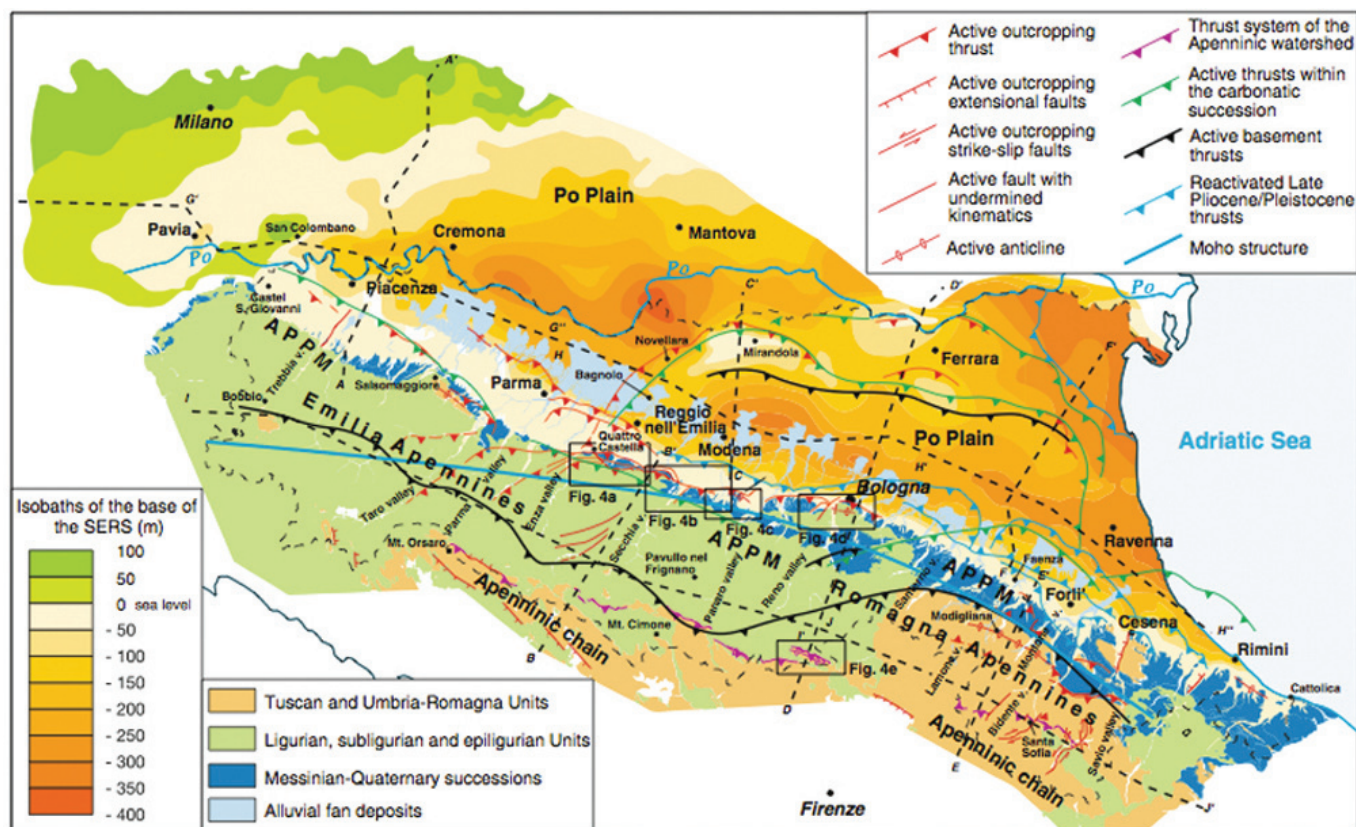 Active outcropping
thrust
Active outcropping
extensional faults
Active outcropping
strike-slip faults
Active fault with
undermined
kinematics
Active anticline
Thrust system of the
Apenninic watershed
Active thrusts within
the carbonatic
succession
Active basement
thrusts
Reactivated Late
Pliocene/Pleistocene
thrusts
Moho structure
A'
Milano
Po Plain
G'
Pavia
San Colombano
Cremona
Mantova
Po
Piacenza
Castel
S. Giovanni
C'
D'
Po
F'
G''
H
Novellara
Mirandola
Ferrara
APPM
Trebbia v.
A
Salsomaggiore
Parma
Bagnolo
Reggio
nell'Emilia
Bobbio
I
Emilia Apennines
Quattro
Castella
Modena
Po Plain
Adriatic Sea
B'
C
H'
Bologna
Fig. 4a
Fig. 4b
Fig. 4c
Fig. 4d
Taro valley
Parma valley
Enza valley
Secchia v.
Ravenna
APPM
Faenza
F
E'
Mt. Orsaro
Pavullo nel
Frignano
Panaro valley
Reno valley
Santerno v.
APPM
Forli'
Romagna Apennines
Modigliana
Montone v.
Cesena
H''
Rimini
Apenninic chain
Mt. Cimone
Lamone v.
Cattolica
B
Fig. 4e
Bidente v.
D
Santa
Sofia
Savio valley
G
Apenninic chain
E
J'
Firenze
Isobaths of the base of
the SERS (m)
100
50
0 sea level
- 50
- 100
- 150
- 200
- 250
- 300
- 350
- 400
Tuscan and Umbria-Romagna Units
Ligurian, subligurian and epiligurian Units
Messinian-Quaternary successions
Alluvial fan deposits